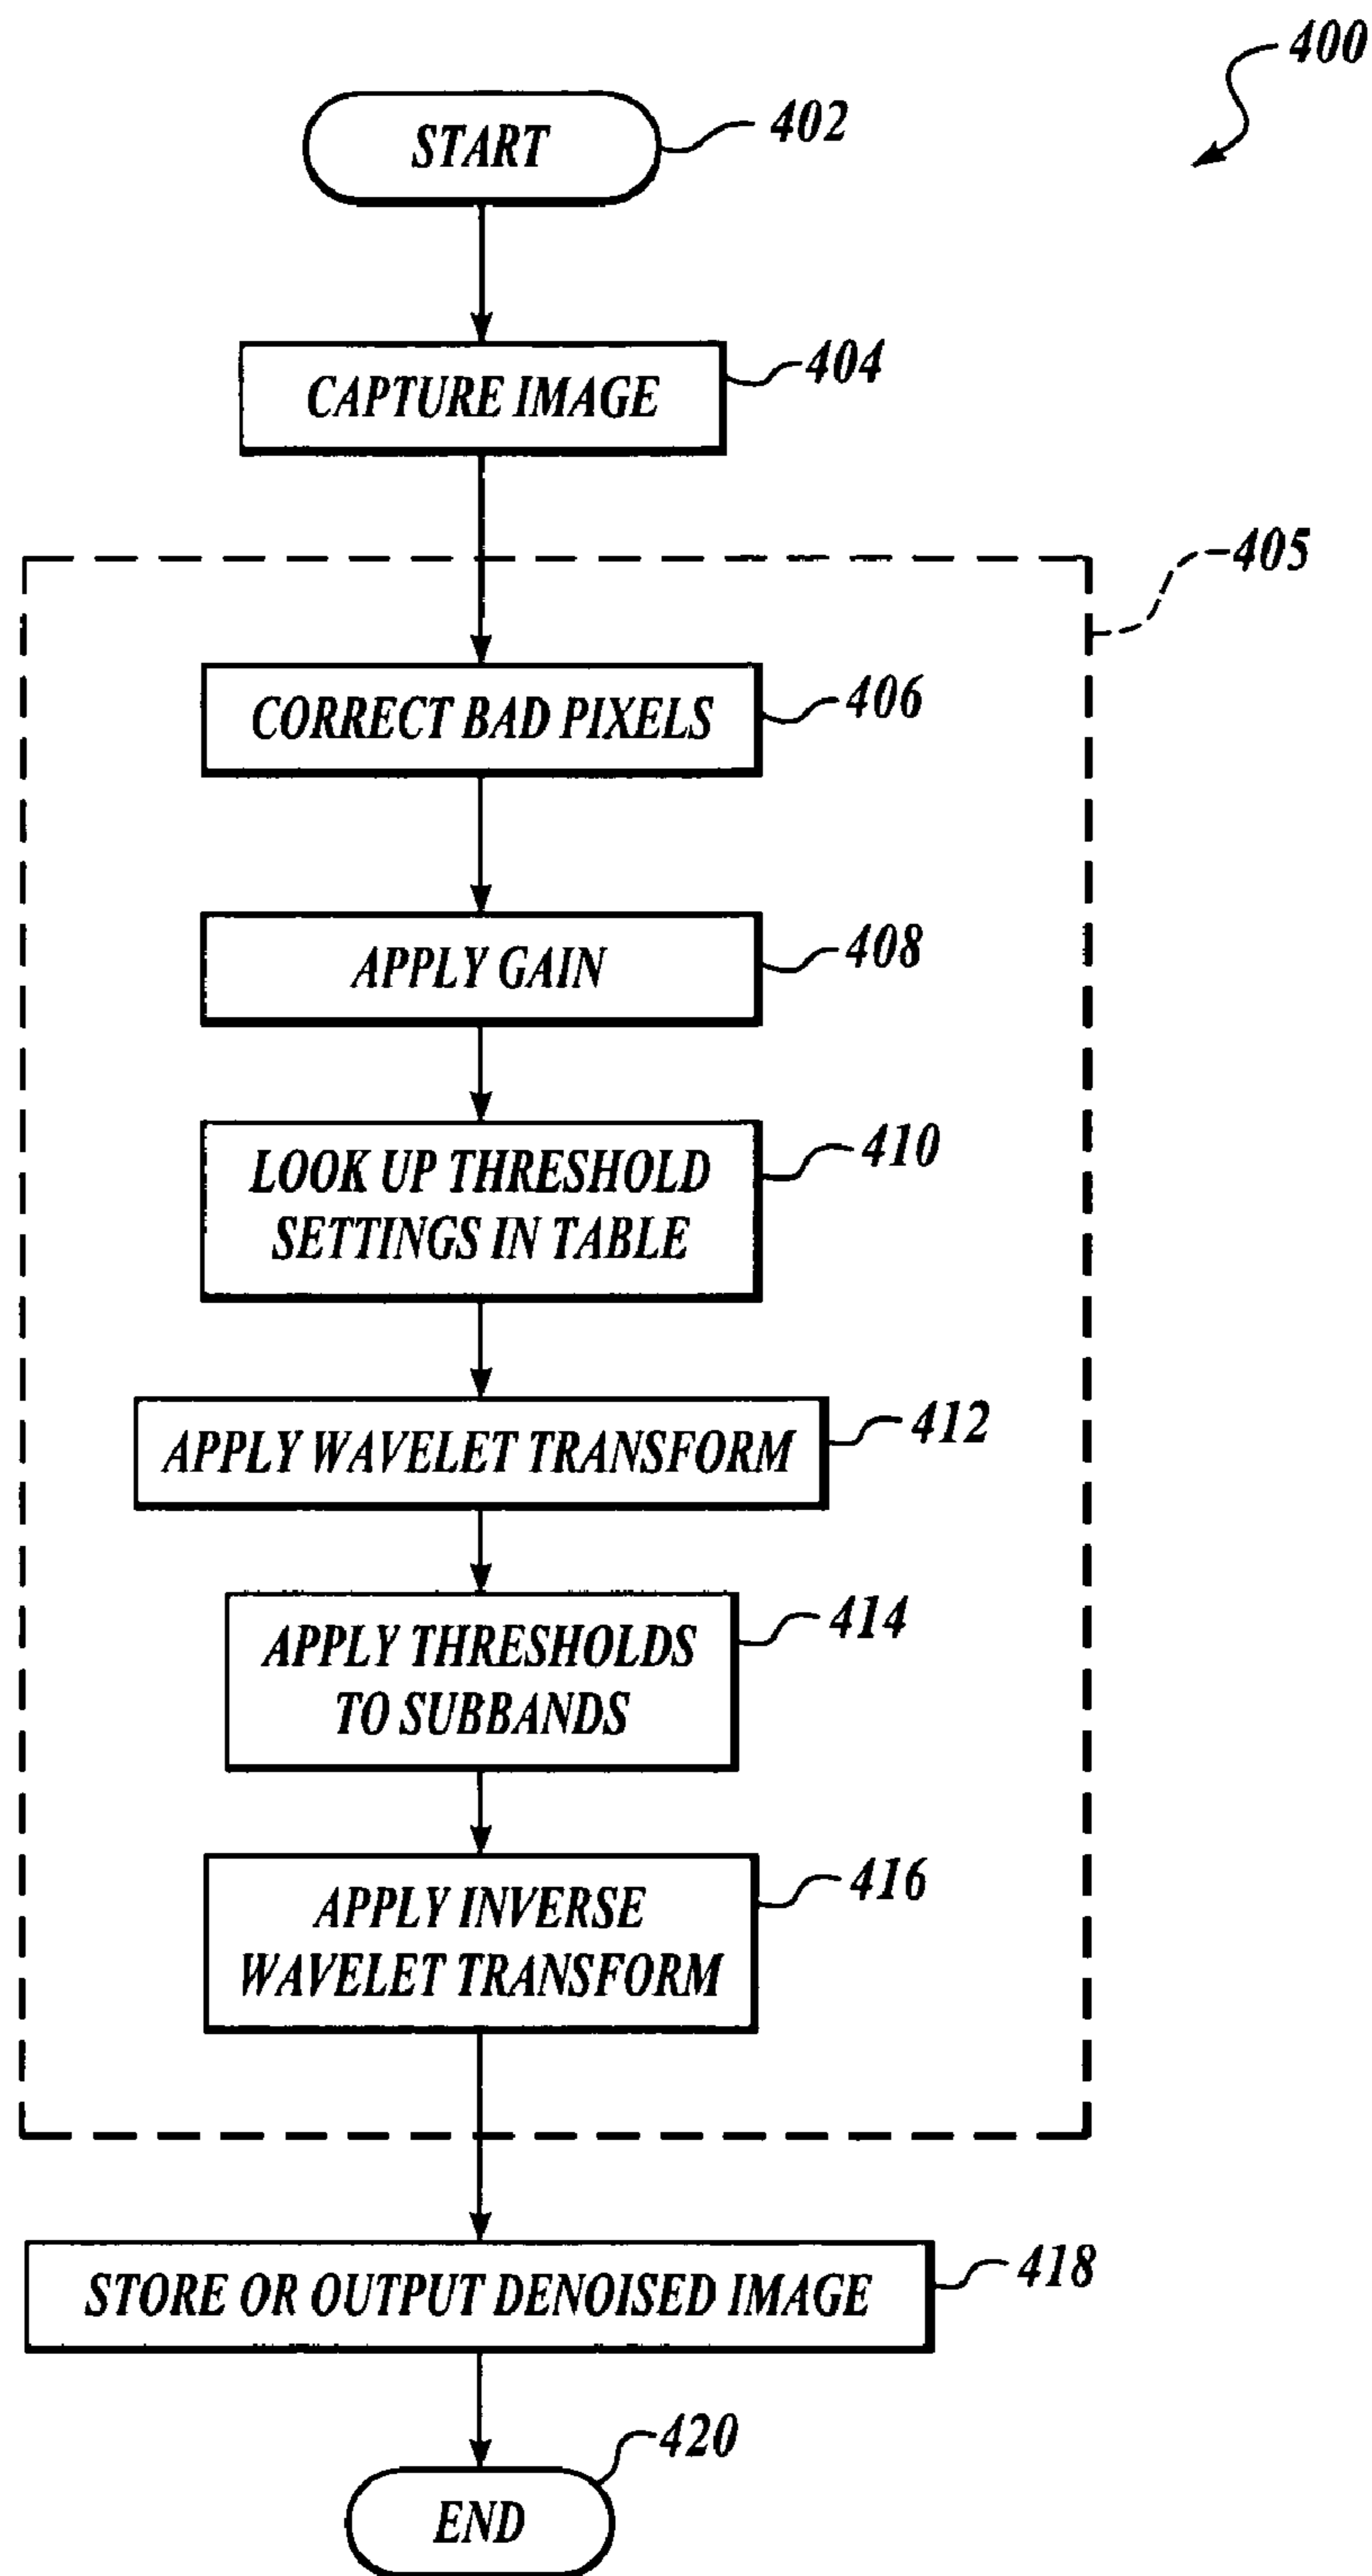 400
START
402
CAPTURE IMAGE
404
405
CORRECT BAD PIXELS
406
APPLY GAIN
408
LOOK UP THRESHOLD
SETTINGS IN TABLE
410
APPLY WAVELET TRANSFORM
412
APPLY THRESHOLDS
TO SUBBANDS
414
APPLY INVERSE
WAVELET TRANSFORM
416
STORE OR OUTPUT DENOISED IMAGE
418
END
420